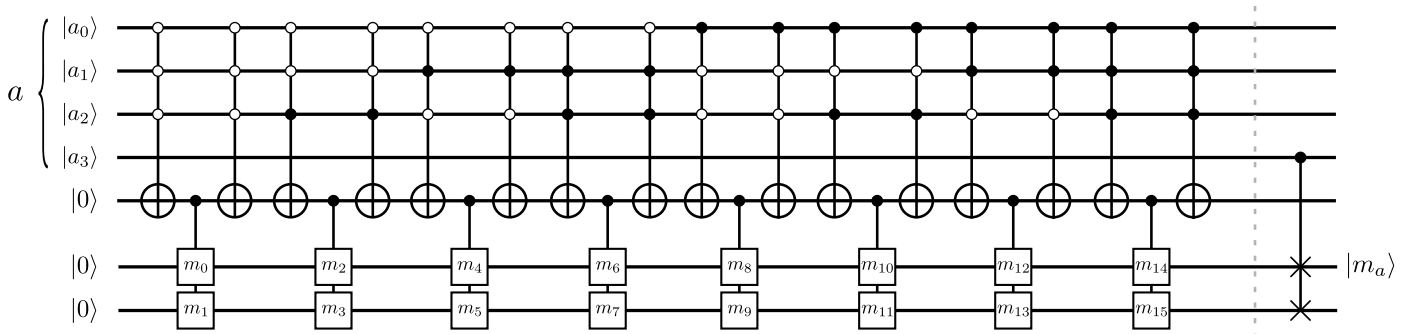 |a₀⟩
|a₁⟩
a
|a₂⟩
|a₃⟩
|0⟩
|0⟩ m₀ m₂ m₄ m₆ m₈ m₁₀ m₁₂ m₁₄ |mₐ⟩
|0⟩ m₁ m₃ m₅ m₇ m₉ m₁₁ m₁₃ m₁₅